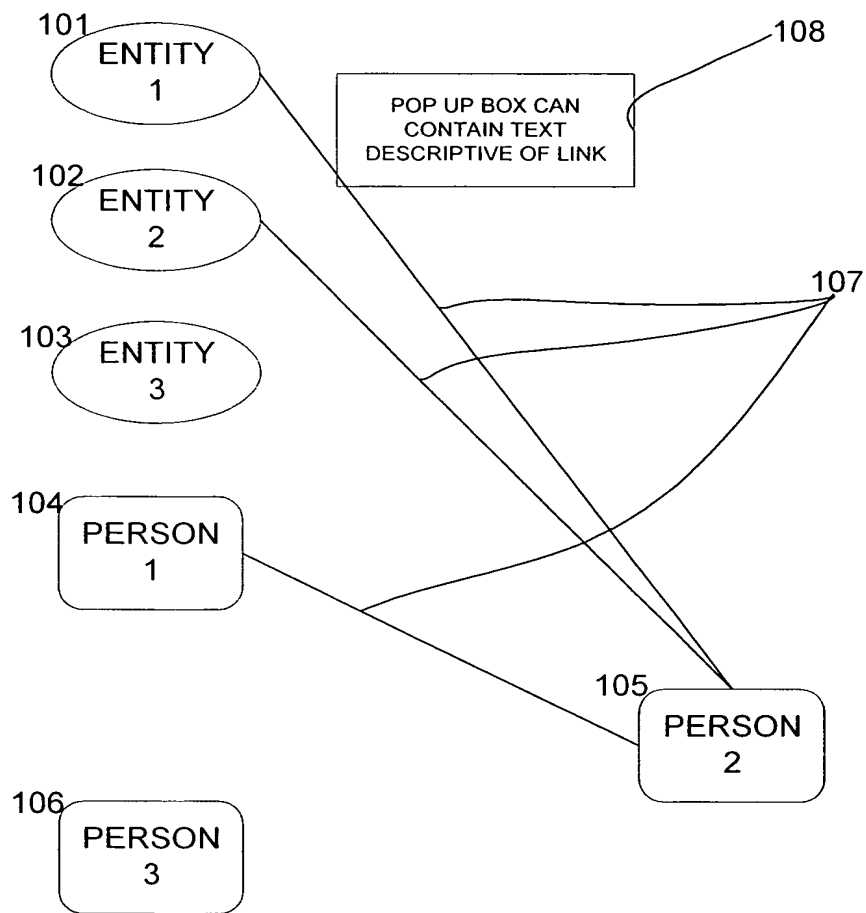 101
ENTITY
1
108
POP UP BOX CAN
CONTAIN TEXT
DESCRIPTIVE OF LINK
102
ENTITY
2
107
103
ENTITY
3
104
PERSON
1
105
PERSON
2
106
PERSON
3